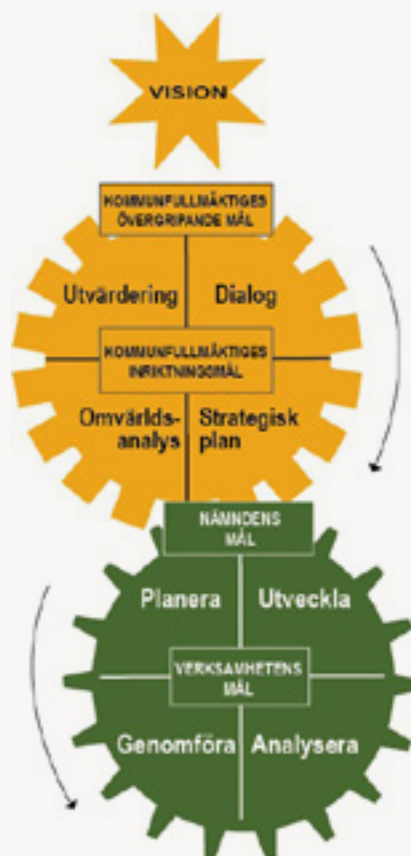 VISION
KOMMUNFULLMÄKTIGES
ÖVERGRIPANDE MÅL
Utvärdering
Dialog
KOMMUNFULLMÄKTIGES
INRIKTNINGSMÅL
Omvärlds-
analys
Strategisk
plan
NÄMNDENS
MÅL
Planera
Utveckla
VERKSAMHETENS
MÅL
Genomföra
Analysera